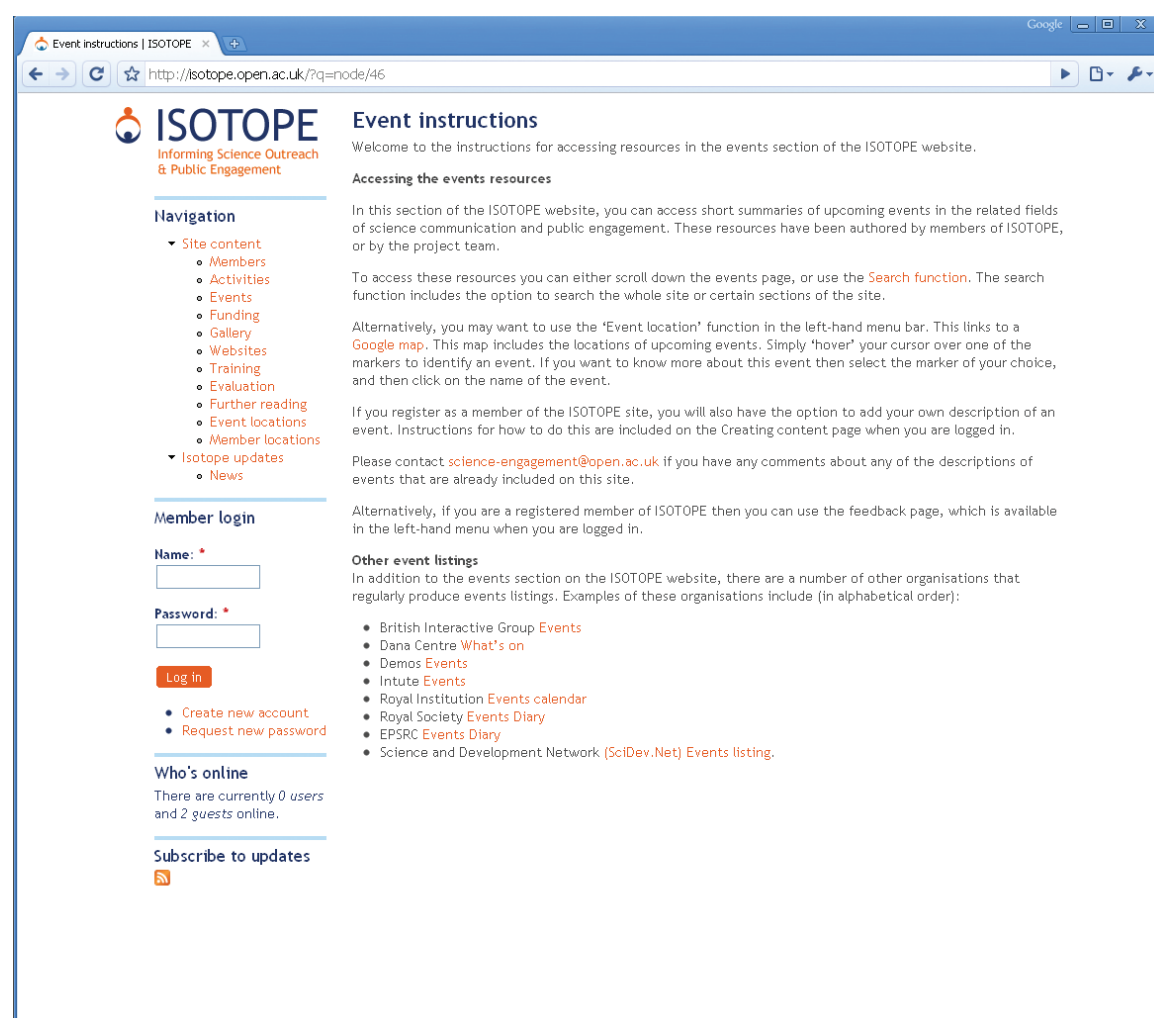 Google
Event instructions | ISOTOPE
http://isotope.open.ac.uk/?q=node/46
ISOTOPE
Informing Science Outreach
& Public Engagement
Navigation
Site content
Members
Activities
Events
Funding
Gallery
Websites
Training
Evaluation
Further reading
Event locations
Member locations
Isotope updates
News
Member login
Name: *
Password: *
Log in
Create new account
Request new password
Who's online
There are currently 0 users
and 2 guests online.
Subscribe to updates
Event instructions
Welcome to the instructions for accessing resources in the events section of the ISOTOPE website.
Accessing the events resources
In this section of the ISOTOPE website, you can access short summaries of upcoming events in the related fields
of science communication and public engagement. These resources have been authored by members of ISOTOPE,
or by the project team.
To access these resources you can either scroll down the events page, or use the Search function. The search
function includes the option to search the whole site or certain sections of the site.
Alternatively, you may want to use the ‘Event location’ function in the left-hand menu bar. This links to a
Google map. This map includes the locations of upcoming events. Simply ‘hover’ your cursor over one of the
markers to identify an event. If you want to know more about this event then select the marker of your choice,
and then click on the name of the event.
If you register as a member of the ISOTOPE site, you will also have the option to add your own description of an
event. Instructions for how to do this are included on the Creating content page when you are logged in.
Please contact science-engagement@open.ac.uk if you have any comments about any of the descriptions of
events that are already included on this site.
Alternatively, if you are a registered member of ISOTOPE then you can use the feedback page, which is available
in the left-hand menu when you are logged in.
Other event listings
In addition to the events section on the ISOTOPE website, there are a number of other organisations that
regularly produce events listings. Examples of these organisations include (in alphabetical order):
British Interactive Group Events
Dana Centre What’s on
Demos Events
Intute Events
Royal Institution Events calendar
Royal Society Events Diary
EPSRC Events Diary
Science and Development Network (SciDev.Net) Events listing.